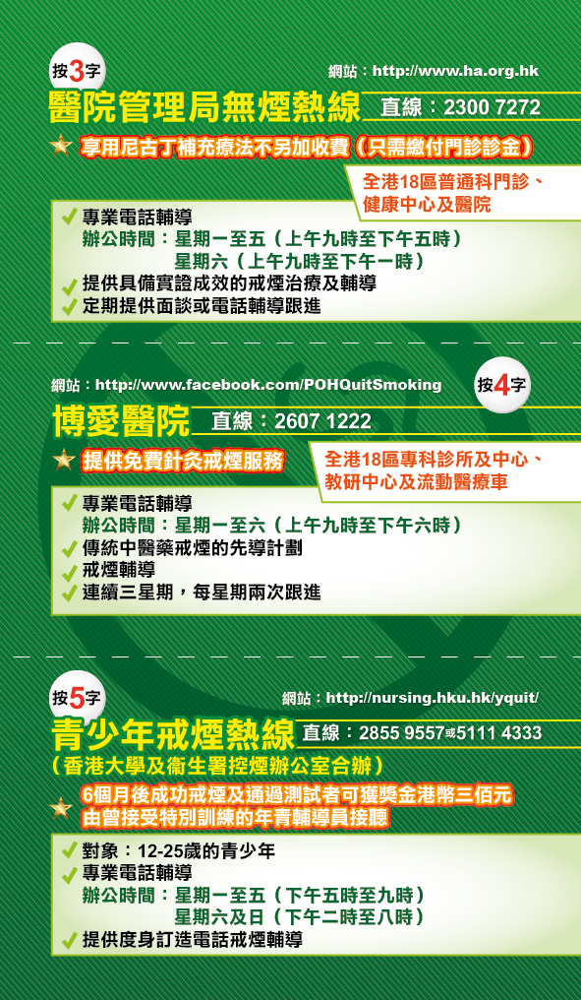 按3字
網站：http://www.ha.org.hk
醫院管理局無煙熱線 直線：2300 7272
享用尼古丁補充療法不另加收費（只需繳付門診診金）
全港18區普通科門診、
健康中心及醫院
專業電話輔導
辦公時間：星期一至五（上午九時至下午五時）
星期六（上午九時至下午一時）
提供具備實證成效的戒煙治療及輔導
定期提供面談或電話輔導跟進
網站：http://www.facebook.com/POHQuitSmoking
按4字
博愛醫院 直線：2607 1222
提供免費針灸戒煙服務
全港18區專科診所及中心、
教研中心及流動醫療車
專業電話輔導
辦公時間：星期一至六（上午九時至下午六時）
傳統中醫藥戒煙的先導計劃
戒煙輔導
連續三星期，每星期兩次跟進
按5字
網站：http://nursing.hku.hk/yquit/
青少年戒煙熱線 直線：2855 9557或5111 4333
（香港大學及衞生署控煙辦公室合辦）
6個月後成功戒煙及通過測試者可獲獎金港幣三佰元
由曾接受特別訓練的年青輔導員接聽
對象：12-25歲的青少年
專業電話輔導
辦公時間：星期一至五（下午五時至九時）
星期六及日（下午二時至八時）
提供度身訂造電話戒煙輔導